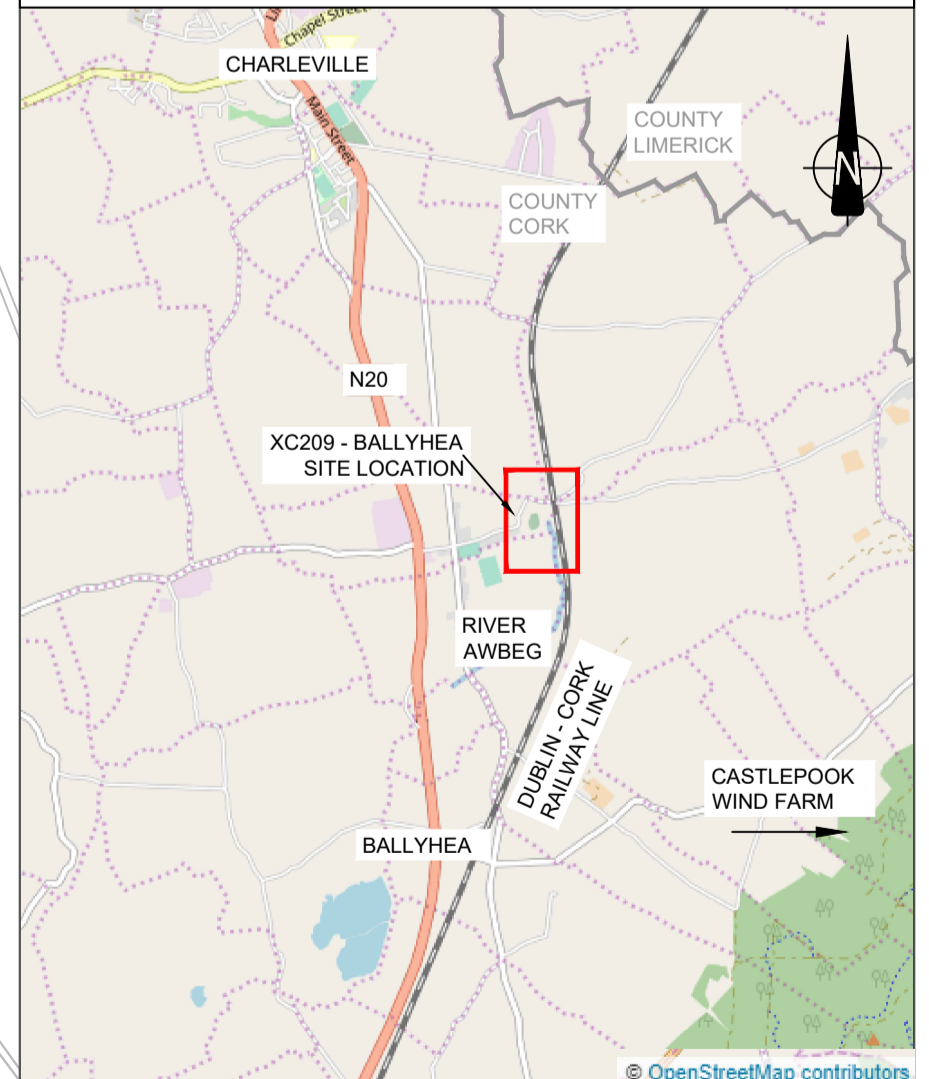 Chapel Street
CHARLEVILLE
Main Street
COUNTY
LIMERICK
N
COUNTY
CORK
N20
XC209 - BALLYHEA
SITE LOCATION
RIVER
AWBEG
DUBLIN - CORK
RAILWAY LINE
CASTLEPOOK
WIND FARM
BALLYHEA
© OpenStreetMap contributors